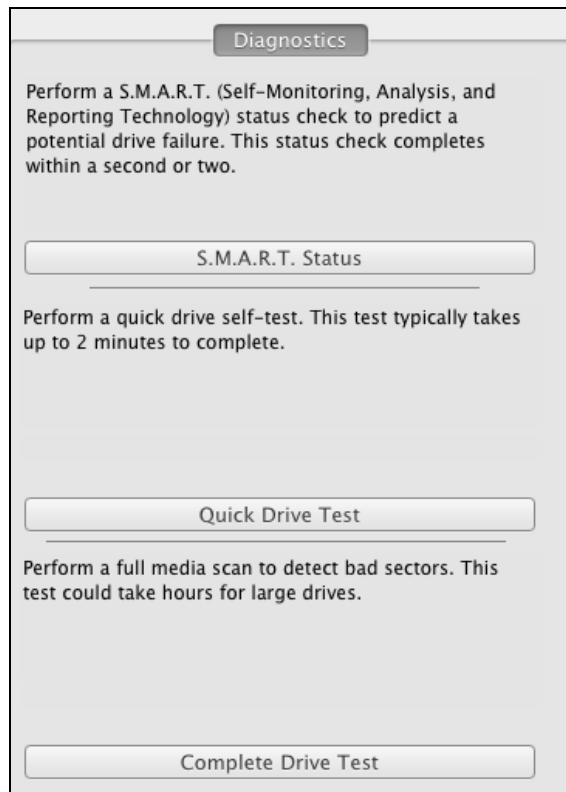 Diagnostics
Perform a S.M.A.R.T. (Self-Monitoring, Analysis, and
Reporting Technology) status check to predict a
potential drive failure. This status check completes
within a second or two.
S.M.A.R.T. Status
Perform a quick drive self-test. This test typically takes
up to 2 minutes to complete.
Quick Drive Test
Perform a full media scan to detect bad sectors. This
test could take hours for large drives.
Complete Drive Test